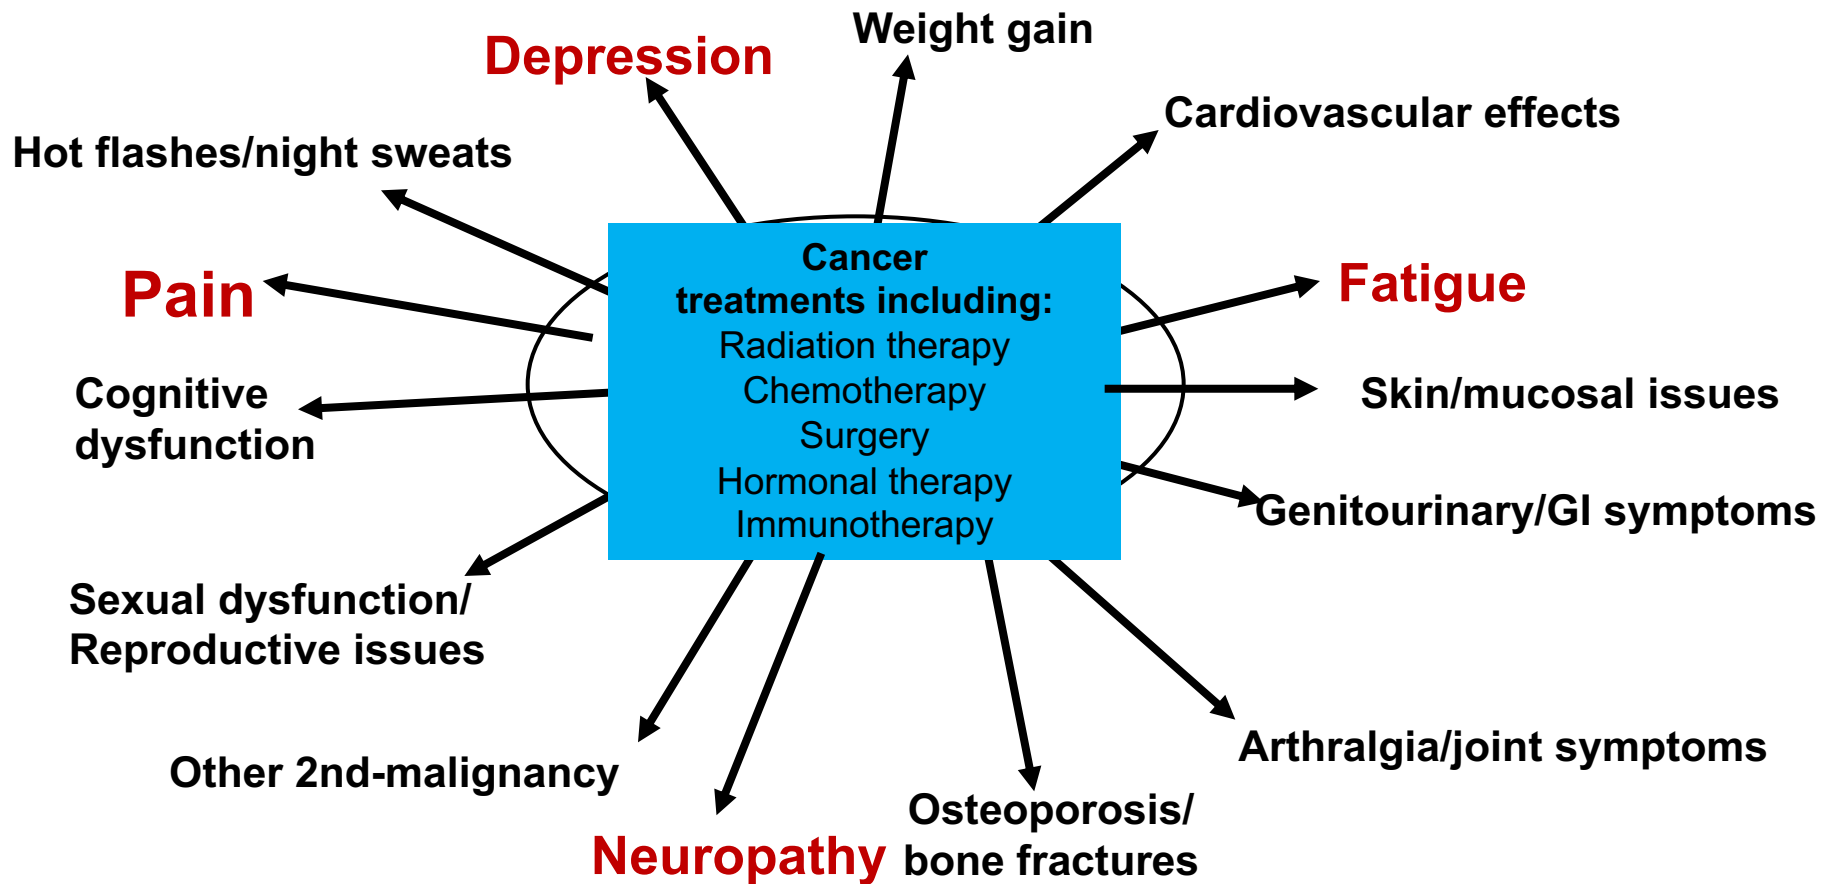 Weight gain
Depression
Cardiovascular effects
Hot flashes/night sweats
Cancer
treatments including:
Radiation therapy
Chemotherapy
Surgery
Hormonal therapy
Immunotherapy
Pain
Fatigue
Cognitive
dysfunction
Skin/mucosal issues
Genitourinary/GI symptoms
Sexual dysfunction/
Reproductive issues
Arthralgia/joint symptoms
Other 2nd-malignancy
Osteoporosis/
bone fractures
Neuropathy